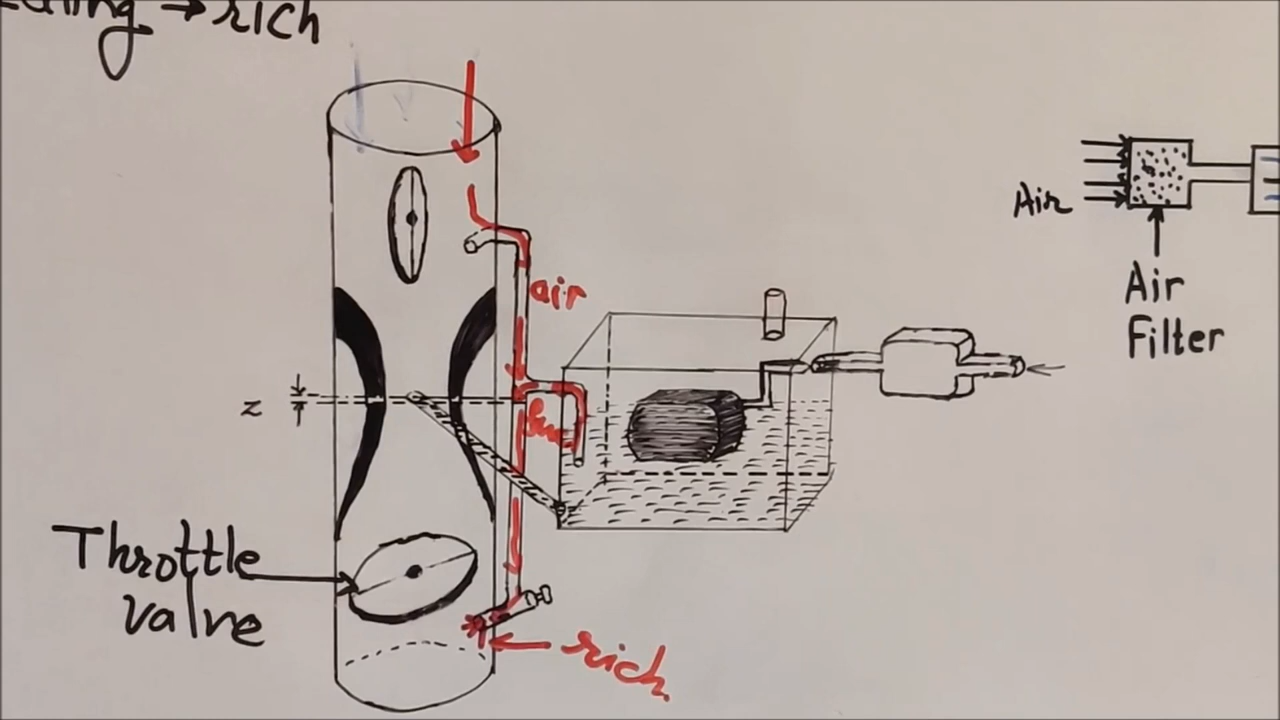 → rich
air
Air
Air
Filter
z
Throttle
valve
rich